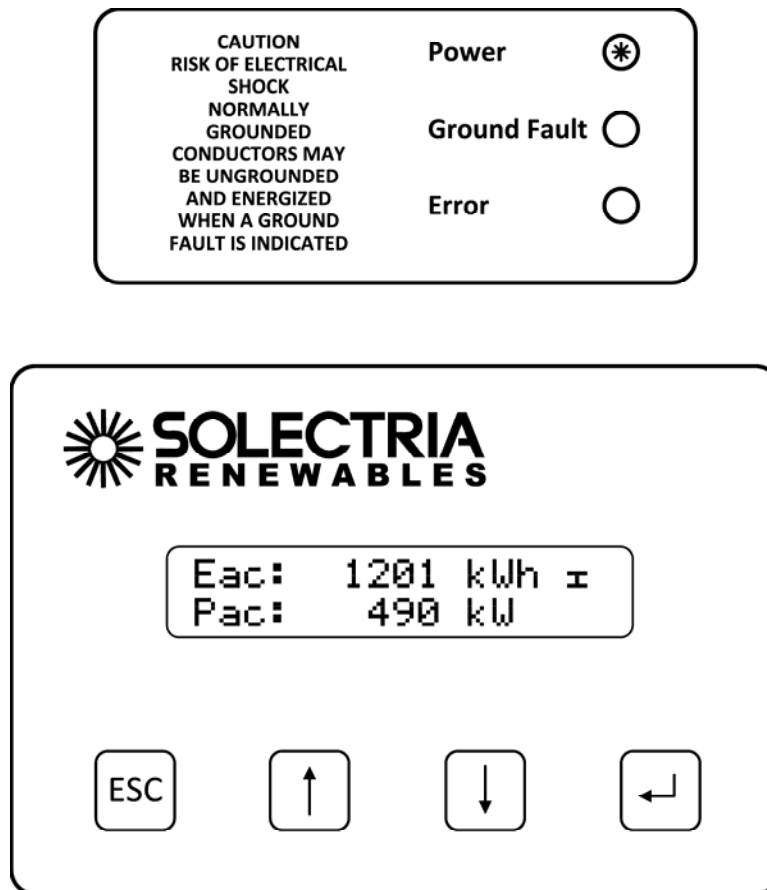 CAUTION
RISK OF ELECTRICAL
SHOCK
NORMALLY
GROUNDED
CONDUCTORS MAY
BE UNGROUNDED
AND ENERGIZED
WHEN A GROUND
FAULT IS INDICATED
Power
Ground Fault
Error
SOLECTRIA
RENEWABLES
Eac: 1201 kWh
Pac: 490 kW
ESC